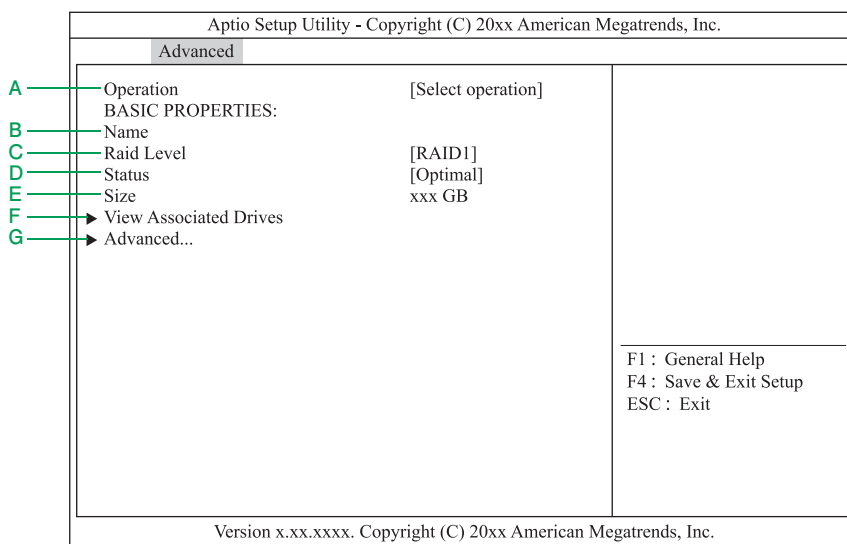 Aptio Setup Utility - Copyright (C) 20xx American Megatrends, Inc.
Advanced
A Operation [Select operation]
BASIC PROPERTIES:
B Name
C Raid Level [RAID1]
D Status [Optimal]
E Size xxx GB
F ▶ View Associated Drives
G ▶ Advanced...
F1 : General Help
F4 : Save & Exit Setup
ESC : Exit
Version x.xx.xxxx. Copyright (C) 20xx American Megatrends, Inc.